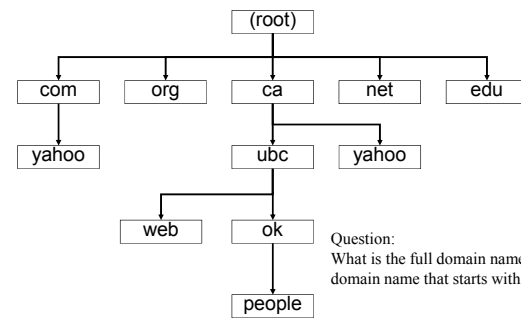 (root)
com org ca net edu
yahoo ubc yahoo
web ok
people
Question:
What is the full domain name
domain name that starts with